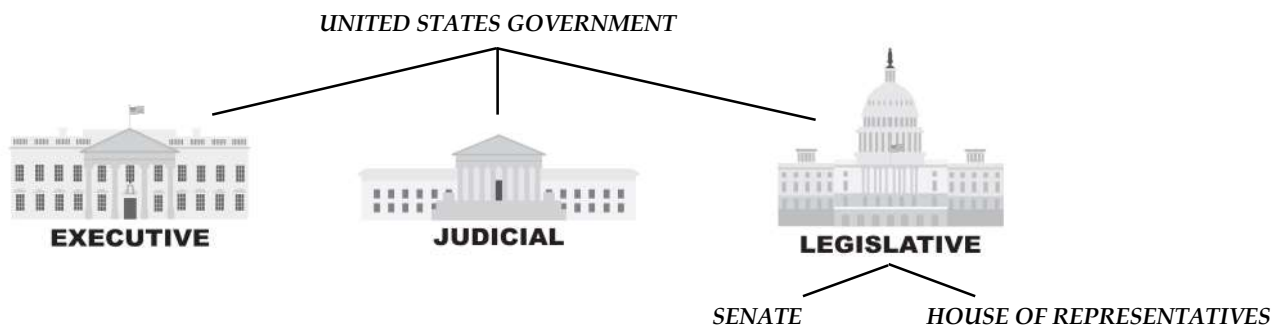 UNITED STATES GOVERNMENT
EXECUTIVE
JUDICIAL
LEGISLATIVE
SENATE
HOUSE OF REPRESENTATIVES